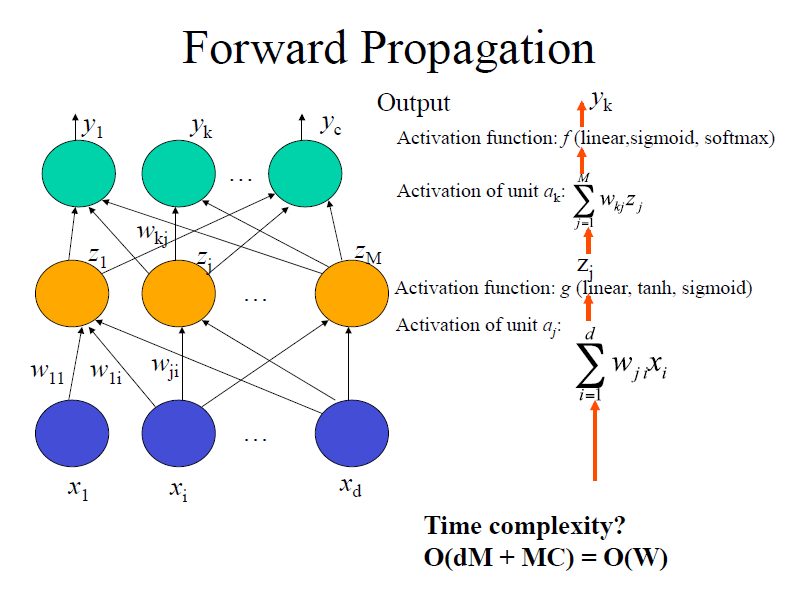 Forward Propagation
Output
yk
y1
yk
yc
Activation function: f (linear,sigmoid, softmax)
…
Activation of unit ak: ∑ M j=1 wkj zj
wkj
z1
zj
zM
zj
Activation function: g (linear, tanh, sigmoid)
…
Activation of unit aj:
∑ d i=1 wji xi
w11
w1i
wji
…
x1
xi
xd
Time complexity?
O(dM + MC) = O(W)